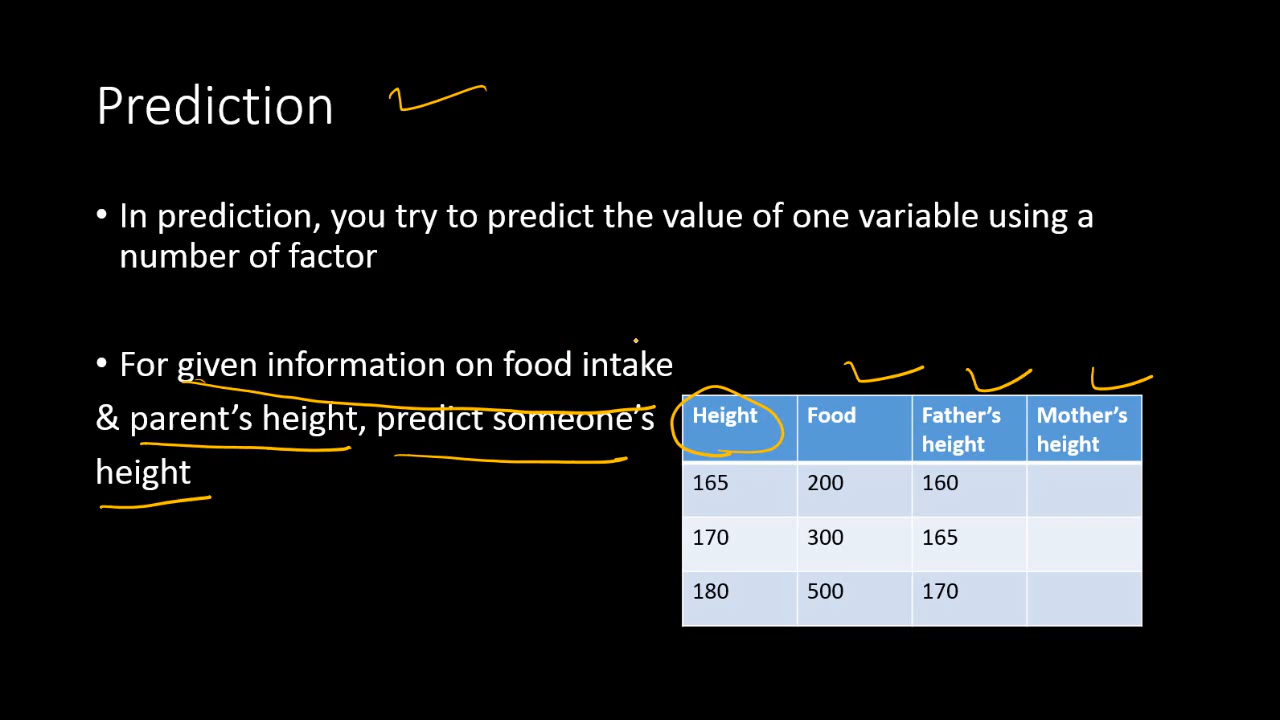 Prediction
• In prediction, you try to predict the value of one variable using a
number of factor
• For given information on food intake
& parent's height, predict someone's
height
Height Food Father's height Mother's height
165 200 160
170 300 165
180 500 170